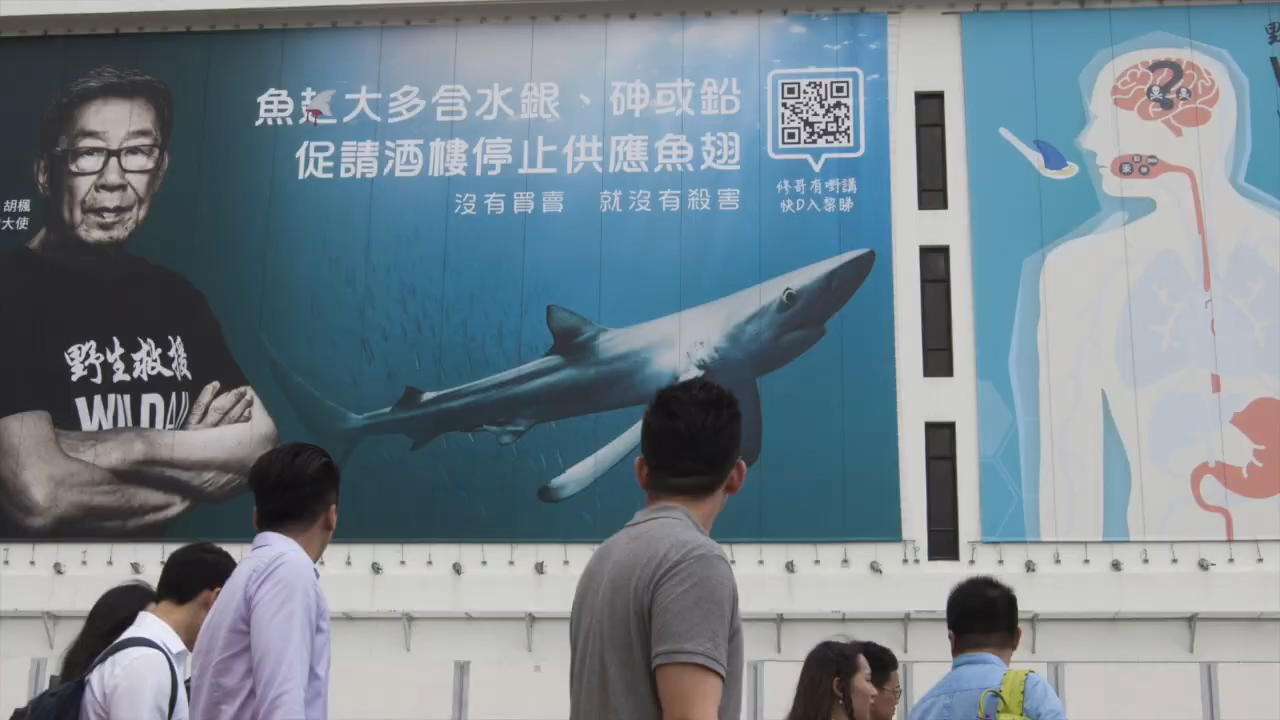 魚翅大多含水銀、砷或鉛
促請酒樓停止供應魚翅
沒有買賣 就沒有殺害
修哥有嘢講
快D入黎睇
胡楓
大使
野生救援
WILDAI